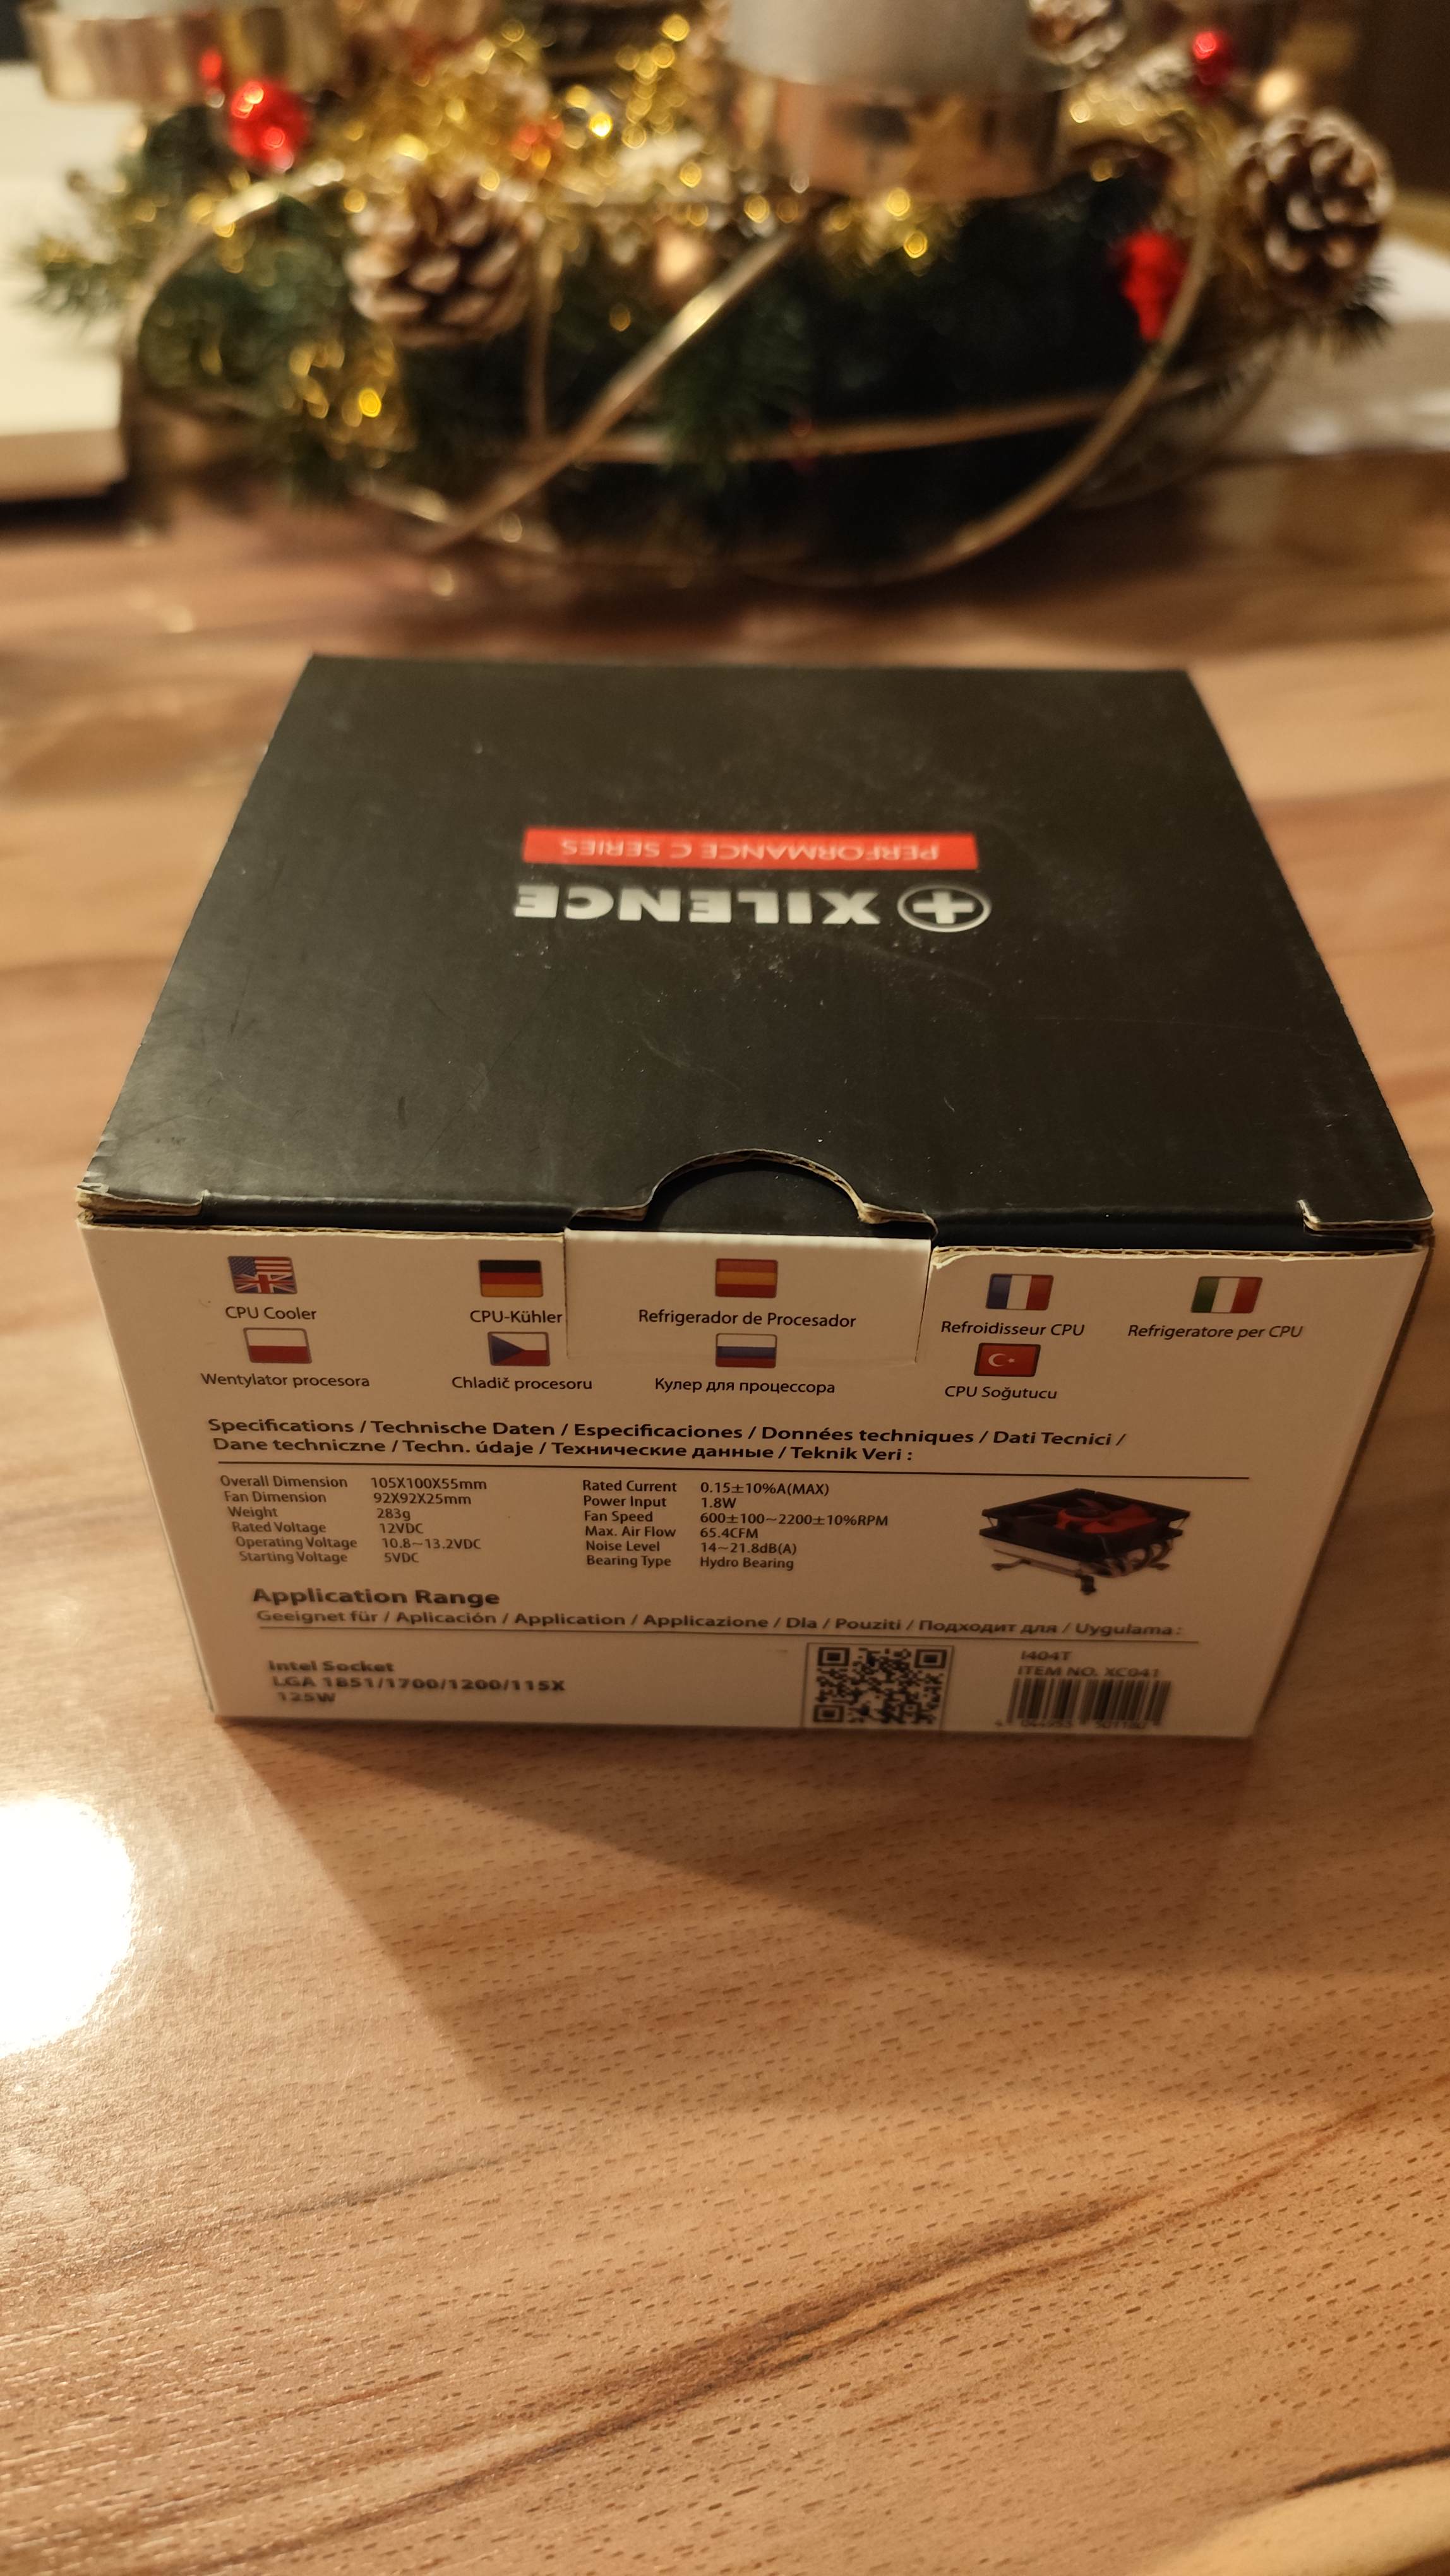 PERFORMANCE C SERIES
XILENCE
CPU Cooler
CPU-Kühler
Refrigerador de Procesador
Refroidisseur CPU
Refrigeratore per CPU
Wentylator procesora
Chladič procesoru
Кулер для процессора
CPU Soğutucu
Specifications / Technische Daten / Especificaciones / Données techniques / Dati Tecnici /
Dane techniczne / Techn. údaje / Технические данные / Teknik Veri :
Overall Dimension 105X100X55mm
Fan Dimension 92X92X25mm
Weight 283g
Rated Voltage 12VDC
Operating Voltage 10.8~13.2VDC
Starting Voltage 5VDC
Rated Current 0.15±10%A(MAX)
Power Input 1.8W
Fan Speed 600±100~2200±10%RPM
Max. Air Flow 65.4CFM
Noise Level 14~21.8dB(A)
Bearing Type Hydro Bearing
Application Range
Geeignet für / Aplicación / Application / Applicazione / Dla / Pouziti / Подходит для / Uygulama :
Intel Socket
LGA 1851/1700/1200/115X
125W
I404T
ITEM NO. XC041